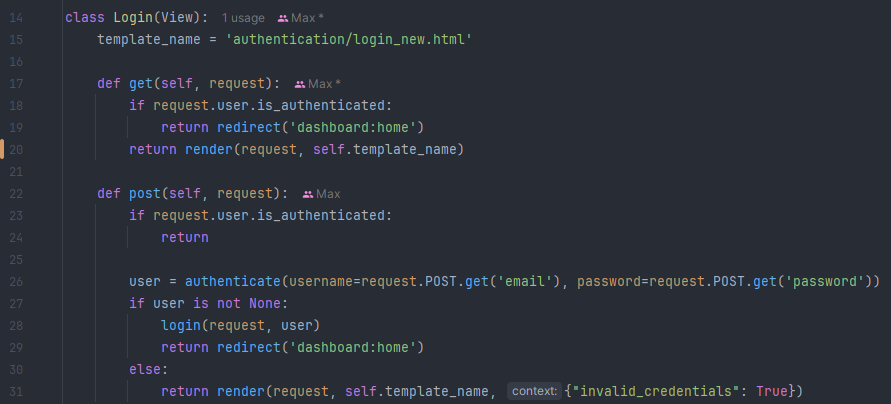 14 class Login(View): 1 usage Max *
15     template_name = 'authentication/login_new.html'
16
17     def get(self, request): Max *
18         if request.user.is_authenticated:
19             return redirect('dashboard:home')
20         return render(request, self.template_name)
21
22     def post(self, request): Max
23         if request.user.is_authenticated:
24             return
25
26         user = authenticate(username=request.POST.get('email'), password=request.POST.get('password'))
27         if user is not None:
28             login(request, user)
29             return redirect('dashboard:home')
30         else:
31             return render(request, self.template_name, context: {"invalid_credentials": True})